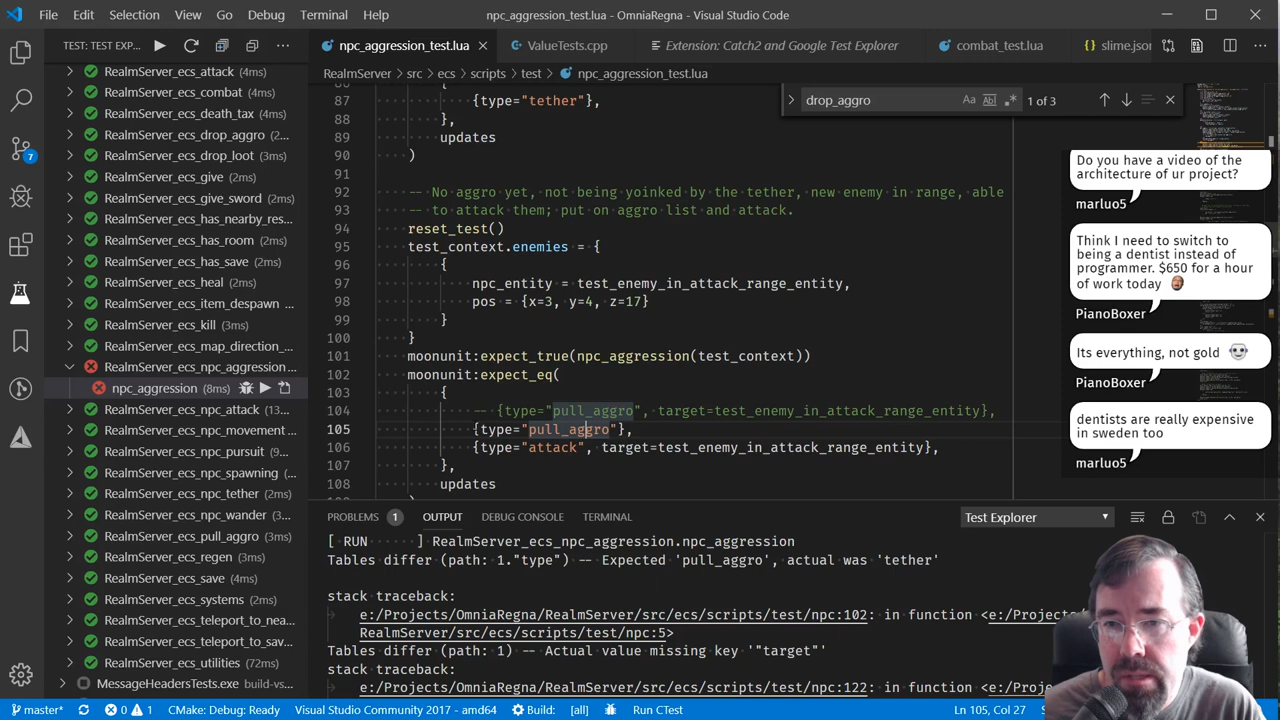 File Edit Selection View Go Debug Terminal Help npc_aggression_test.lua - OmniaRegna - Visual Studio Code
TEST: TEST EXP... npc_aggression_test.lua ValueTests.cpp Extension: Catch2 and Google Test Explorer combat_test.lua {} slime.json
RealmServer > src > ecs > scripts > test > npc_aggression_test.lua
drop_aggro Aa Abl .* 1 of 3
RealmServer_ecs_attack (4ms)
RealmServer_ecs_combat (4ms)
RealmServer_ecs_death_tax (4ms)
RealmServer_ecs_drop_aggro (2...
RealmServer_ecs_drop_loot (5ms)
RealmServer_ecs_give (2ms)
RealmServer_ecs_give_sword (2ms)
RealmServer_ecs_has_nearby_res...
RealmServer_ecs_has_room (2ms)
RealmServer_ecs_has_save (2ms)
RealmServer_ecs_heal (2ms)
RealmServer_ecs_item_despawn (...
RealmServer_ecs_kill (3ms)
RealmServer_ecs_map_direction_...
RealmServer_ecs_npc_aggression ...
npc_aggression (8ms)
RealmServer_ecs_npc_attack (13...
RealmServer_ecs_npc_movement ...
RealmServer_ecs_npc_pursuit (...
RealmServer_ecs_npc_spawning (...
RealmServer_ecs_npc_tether (2ms)
RealmServer_ecs_npc_wander (2...
RealmServer_ecs_pull_aggro (3ms)
RealmServer_ecs_regen (3ms)
RealmServer_ecs_save (2ms)
RealmServer_ecs_systems (2ms)
RealmServer_ecs_teleport_to_nea...
RealmServer_ecs_teleport_to_sav...
RealmServer_ecs_utilities (72ms)
MessageHeadersTests.exe build-vs...
86 {
87 {type="tether"},
88 },
89 updates
90 )
91
92 -- No aggro yet, not being yoinked by the tether, new enemy in range, able
93 -- to attack them; put on aggro list and attack.
94 reset_test()
95 test_context.enemies = {
96 {
97 npc_entity = test_enemy_in_attack_range_entity,
98 pos = {x=3, y=4, z=17}
99 }
100 }
101 moonunit:expect_true(npc_aggression(test_context))
102 moonunit:expect_eq(
103 {
104 -- {type="pull_aggro", target=test_enemy_in_attack_range_entity},
105 {type="pull_aggro"},
106 {type="attack", target=test_enemy_in_attack_range_entity},
107 },
108 updates
Do you have a video of the
architecture of ur project?
marluo5
Think I need to switch to
being a dentist instead of
programmer. $650 for a hour
of work today
PianoBoxer
Its everything, not gold
PianoBoxer
dentists are really expensive
in sweden too
marluo5
PROBLEMS 1 OUTPUT DEBUG CONSOLE TERMINAL Test Explorer
[ RUN ] RealmServer_ecs_npc_aggression.npc_aggression
Tables differ (path: 1."type") -- Expected 'pull_aggro', actual was 'tether'
stack traceback:
e:/Projects/OmniaRegna/RealmServer/src/ecs/scripts/test/npc:102: in function <e:/Projects/OmniaRegna/
RealmServer/src/ecs/scripts/test/npc:5>
Tables differ (path: 1) -- Actual value missing key '"target"'
stack traceback:
e:/Projects/OmniaRegna/RealmServer/src/ecs/scripts/test/npc:122: in function
7
master* 0 1 CMake: Debug: Ready Visual Studio Community 2017 - amd64 Build: [all] Run CTest Ln 105, Col 27